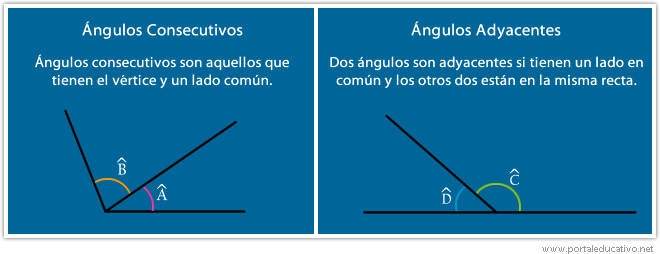 Ángulos Consecutivos
Ángulos consecutivos son aquellos que
tienen el vértice y un lado común.
B̂
Â
Ángulos Adyacentes
Dos ángulos son adyacentes si tienen un lado en
común y los otros dos están en la misma recta.
Ĉ
D̂
www.portaleducativo.net